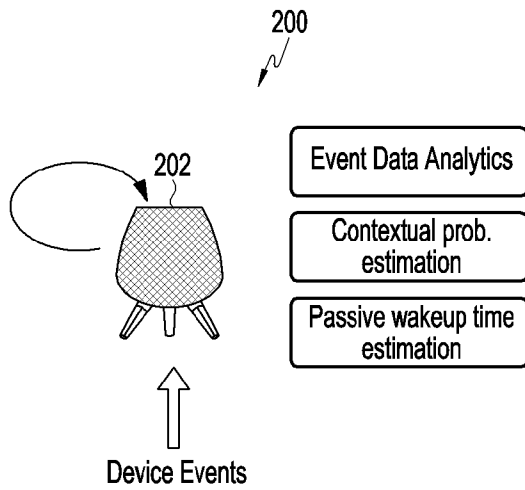 200
202
Event Data Analytics
Contextual prob.
estimation
Passive wakeup time
estimation
Device Events